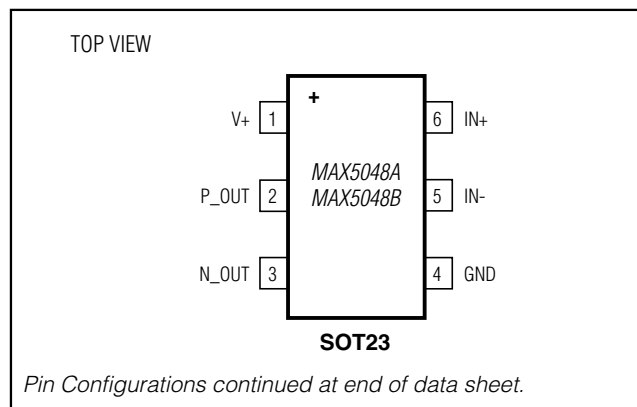 TOP VIEW
+
V+ 1 6 IN+
MAX5048A
P_OUT 2 MAX5048B 5 IN-
N_OUT 3 4 GND
SOT23
Pin Configurations continued at end of data sheet.